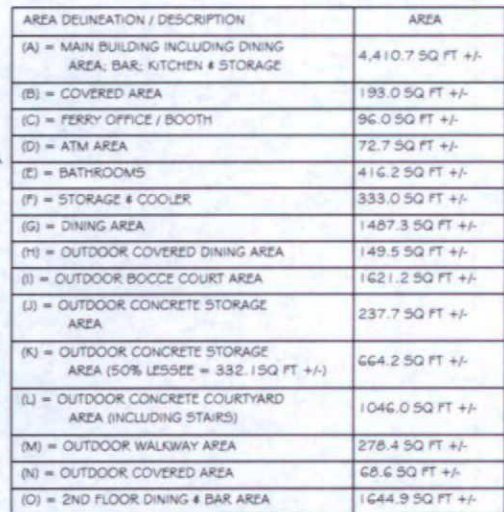 AREA DELINEATION / DESCRIPTION AREA
(A) = MAIN BUILDING INCLUDING DINING
AREA; BAR; KITCHEN & STORAGE 4,410.7 SQ FT +/-
(B) = COVERED AREA 193.0 SQ FT +/-
(C) = FERRY OFFICE / BOOTH 96.0 SQ FT +/-
(D) = ATM AREA 72.7 SQ FT +/-
(E) = BATHROOMS 416.2 SQ FT +/-
(F) = STORAGE & COOLER 333.0 SQ FT +/-
(G) = DINING AREA 1487.3 SQ FT +/-
(H) = OUTDOOR COVERED DINING AREA 149.5 SQ FT +/-
(I) = OUTDOOR BOCCE COURT AREA 1621.2 SQ FT +/-
(J) = OUTDOOR CONCRETE STORAGE
AREA 237.7 SQ FT +/-
(K) = OUTDOOR CONCRETE STORAGE
AREA (50% LESSEE = 332.1SQ FT +/-) 664.2 SQ FT +/-
(L) = OUTDOOR CONCRETE COURTYARD
AREA (INCLUDING STAIRS) 1046.0 SQ FT +/-
(M) = OUTDOOR WALKWAY AREA 278.4 SQ FT +/-
(N) = OUTDOOR COVERED AREA 68.6 SQ FT +/-
(O) = 2ND FLOOR DINING & BAR AREA 1644.9 SQ FT +/-